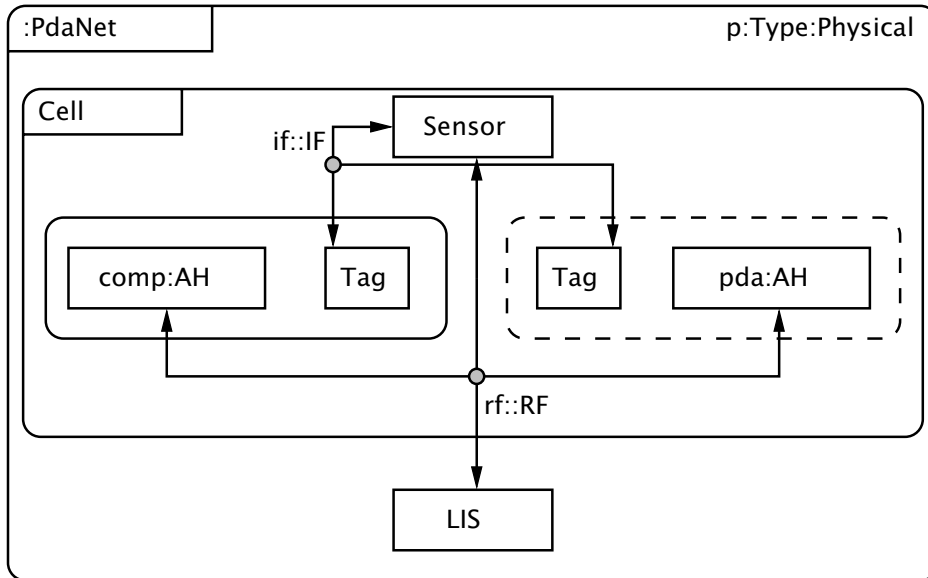 :PdaNet
p:Type:Physical
Cell
Sensor
if::IF
comp:AH
Tag
Tag
pda:AH
rf::RF
LIS